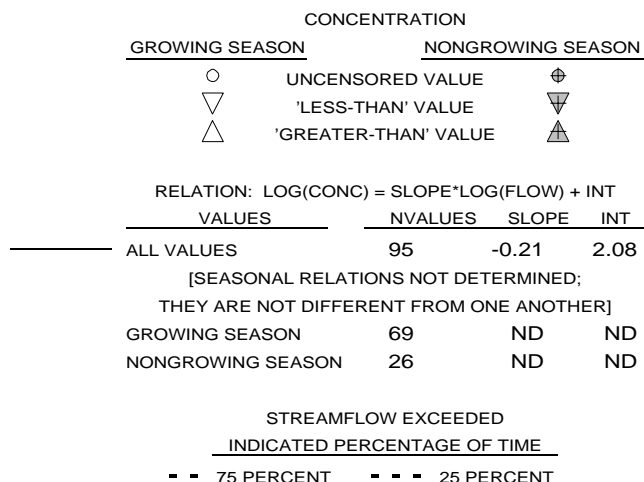 CONCENTRATION
GROWING SEASON NONGROWING SEASON
UNCENSORED VALUE
'LESS-THAN' VALUE
'GREATER-THAN' VALUE
RELATION: LOG(CONC) = SLOPE*LOG(FLOW) + INT
VALUES NVALUES SLOPE INT
ALL VALUES 95 -0.21 2.08
[SEASONAL RELATIONS NOT DETERMINED;
THEY ARE NOT DIFFERENT FROM ONE ANOTHER]
GROWING SEASON 69 ND ND
NONGROWING SEASON 26 ND ND
STREAMFLOW EXCEEDED
INDICATED PERCENTAGE OF TIME
75 PERCENT 25 PERCENT